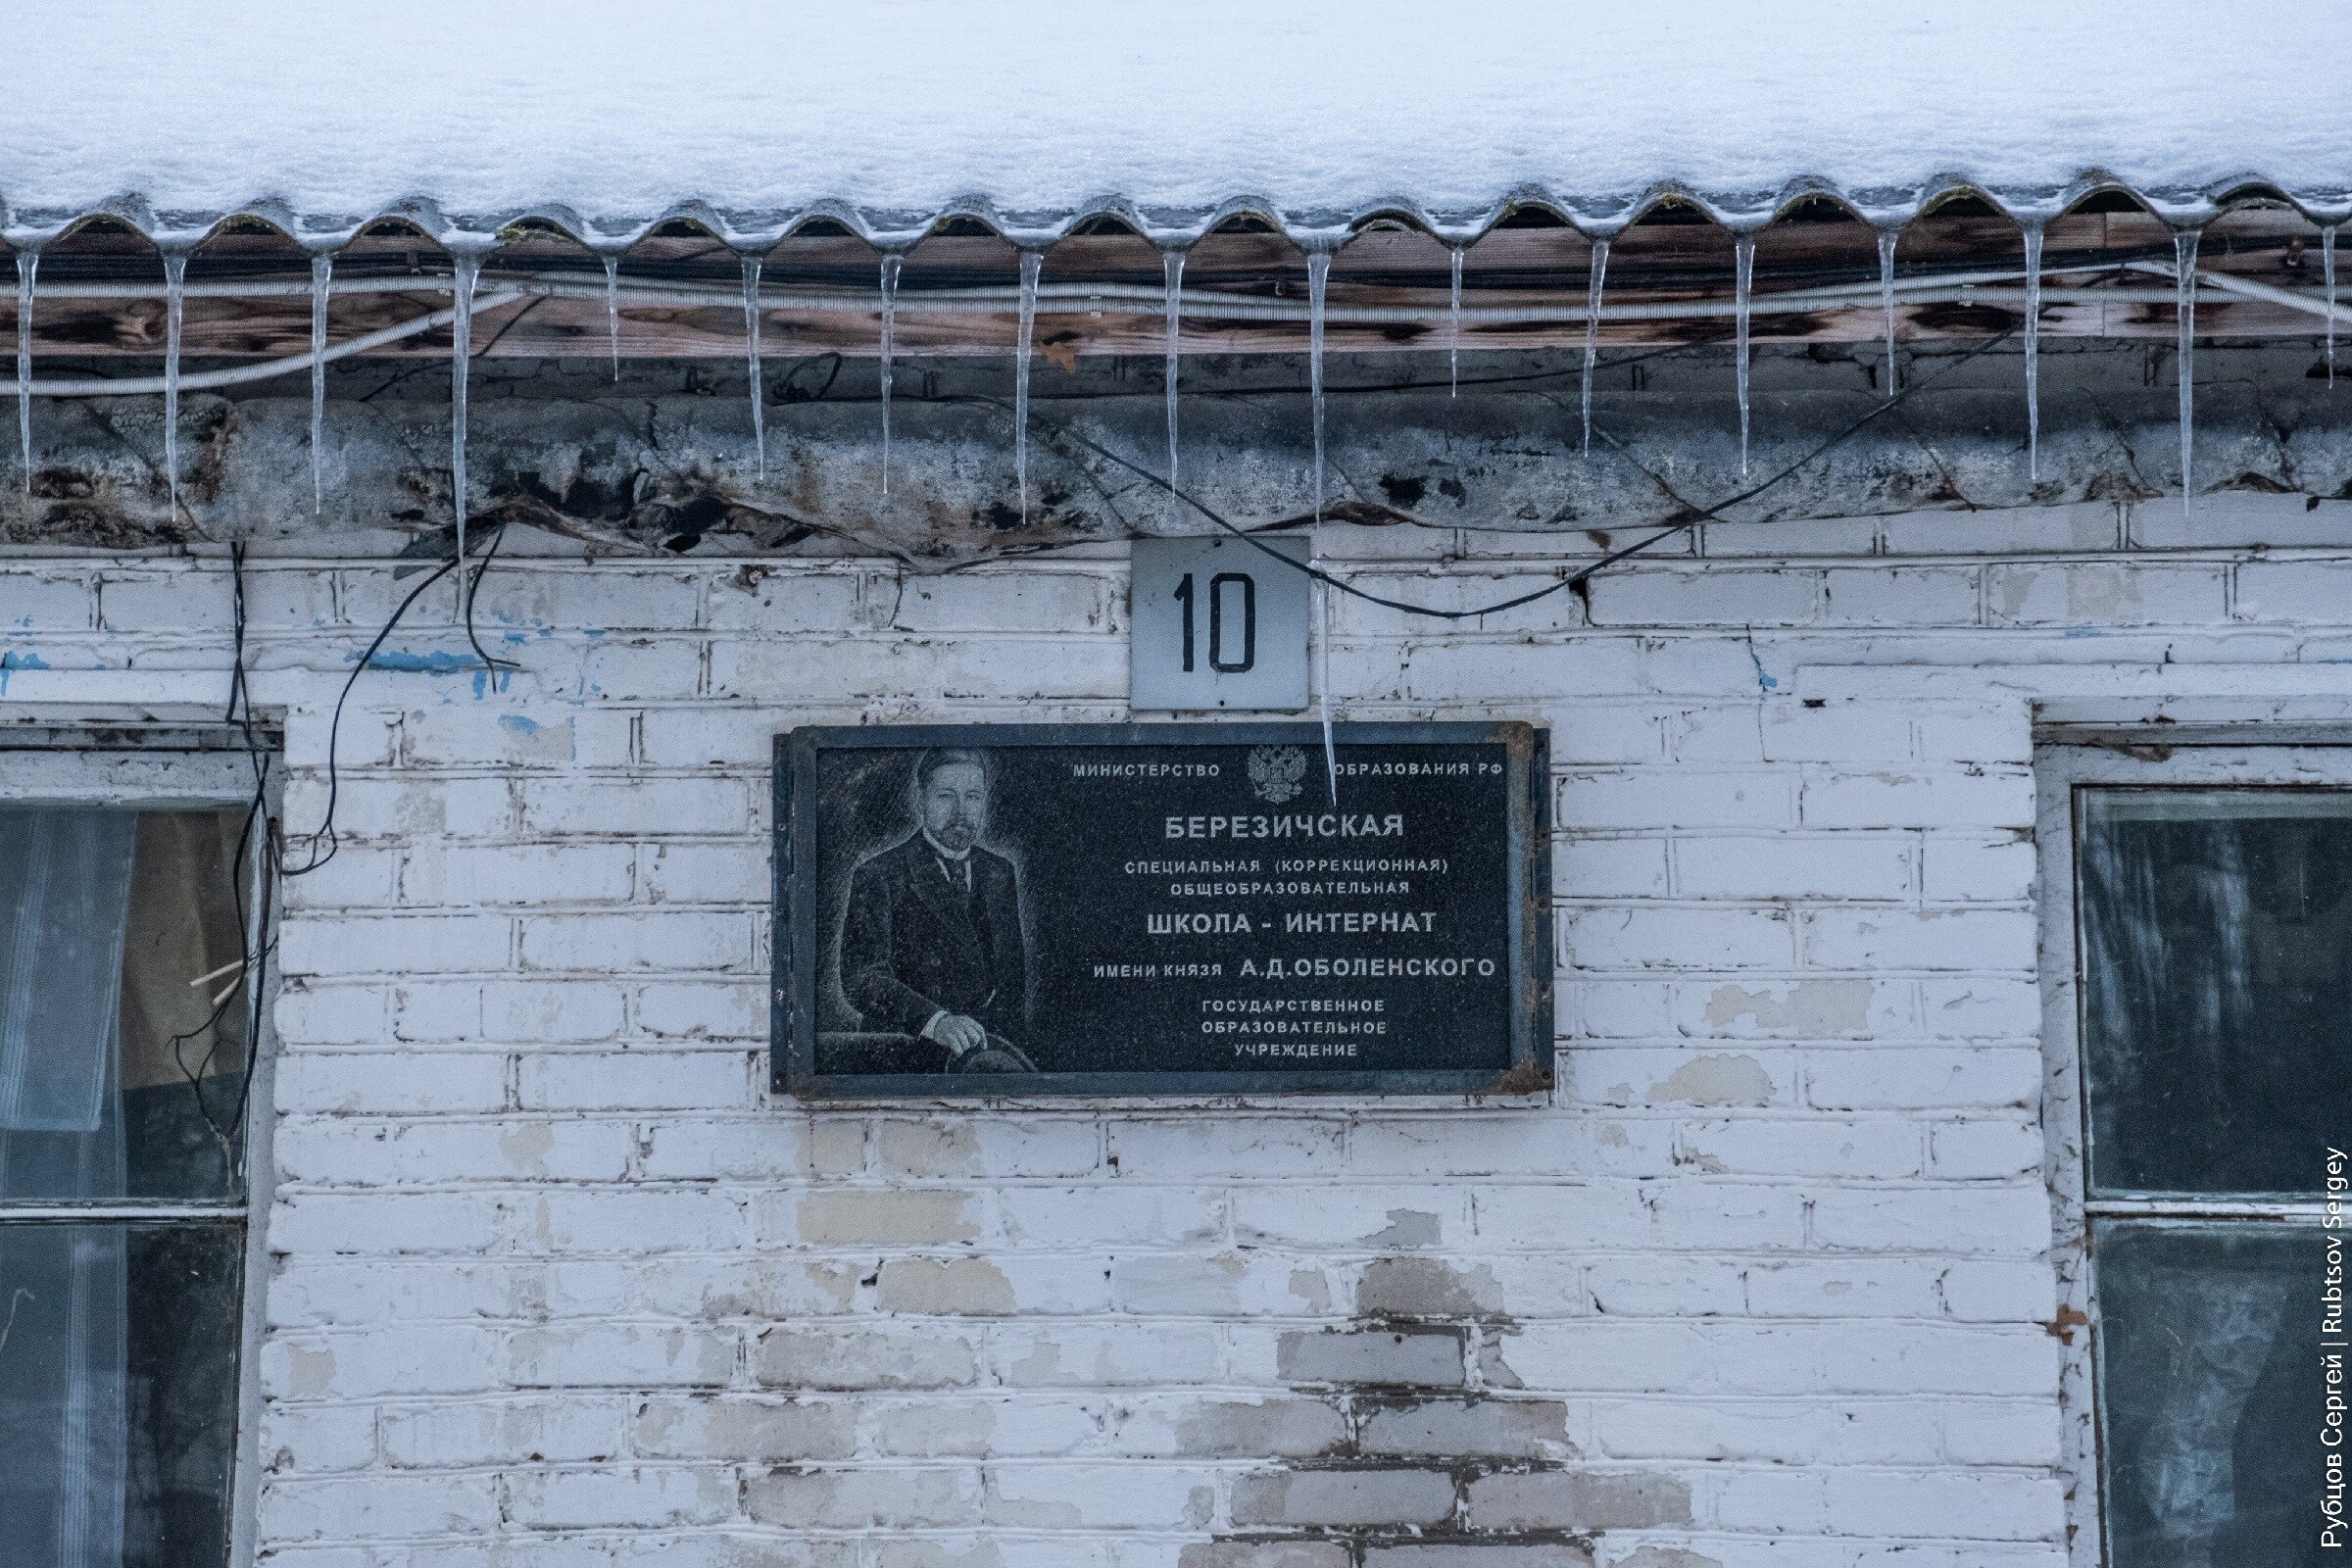 10
МИНИСТЕРСТВО ОБРАЗОВАНИЯ РФ
БЕРЕЗИЧСКАЯ
СПЕЦИАЛЬНАЯ (КОРРЕКЦИОННАЯ)
ОБЩЕОБРАЗОВАТЕЛЬНАЯ
ШКОЛА - ИНТЕРНАТ
ИМЕНИ КНЯЗЯ А.Д.ОБОЛЕНСКОГО
ГОСУДАРСТВЕННОЕ
ОБРАЗОВАТЕЛЬНОЕ
УЧРЕЖДЕНИЕ
Рубцов Сергей | Rubtsov Sergey